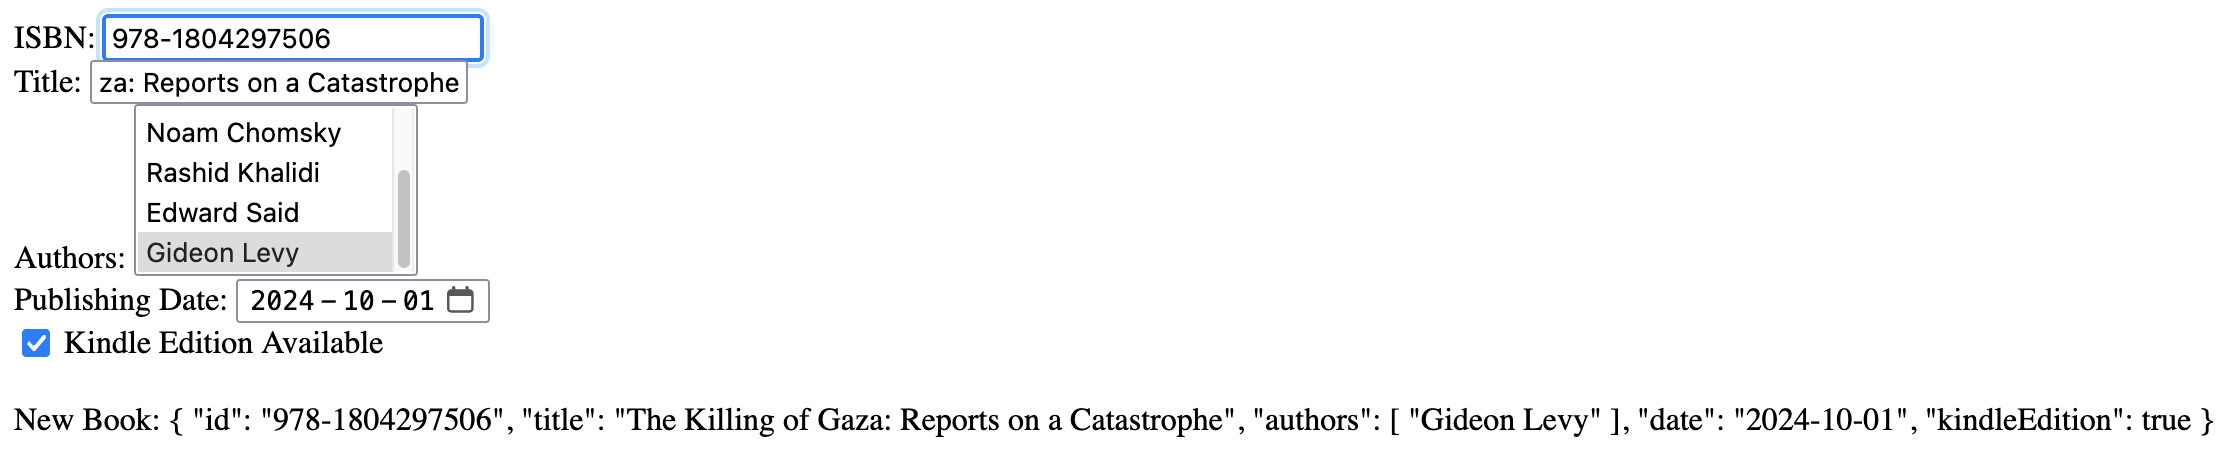 ISBN: 978-1804297506
Title: za: Reports on a Catastrophe
Noam Chomsky
Rashid Khalidi
Edward Said
Authors: Gideon Levy
Publishing Date: 2024-10-01
Kindle Edition Available
New Book: { "id": "978-1804297506", "title": "The Killing of Gaza: Reports on a Catastrophe", "authors": [ "Gideon Levy" ], "date": "2024-10-01", "kindleEdition": true }